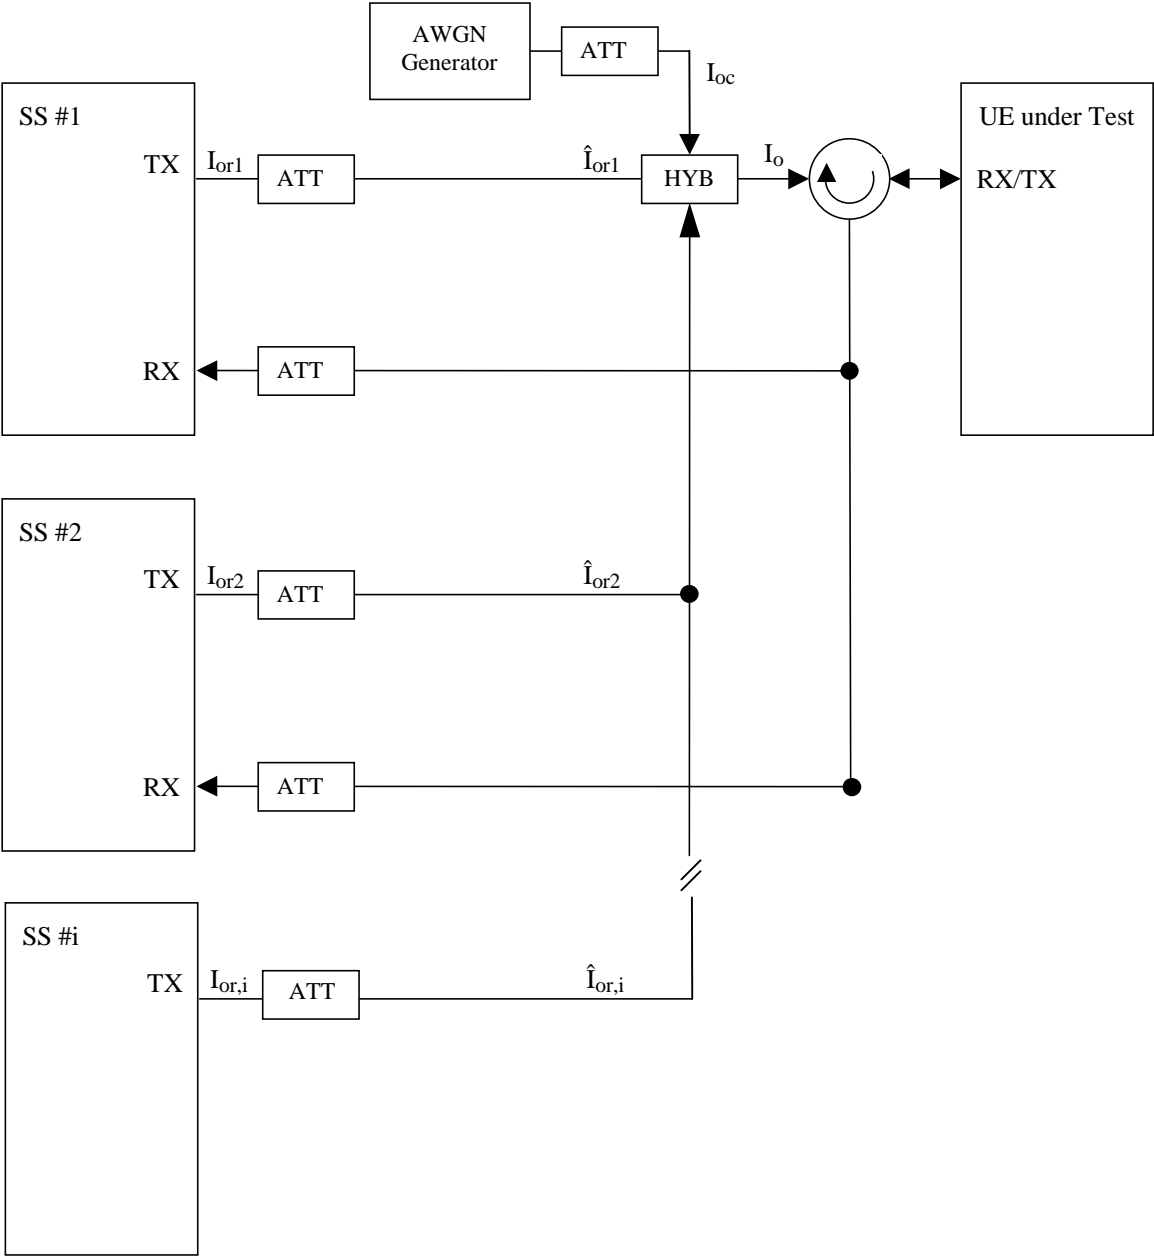 AWGN
Generator
ATT
I_oc
SS #1
UE under Test
TX
I_or1
ATT
Î_or1
HYB
I_o
RX/TX
RX
ATT
SS #2
TX
I_or2
ATT
Î_or2
RX
ATT
SS #i
TX
I_or,i
ATT
Î_or,i